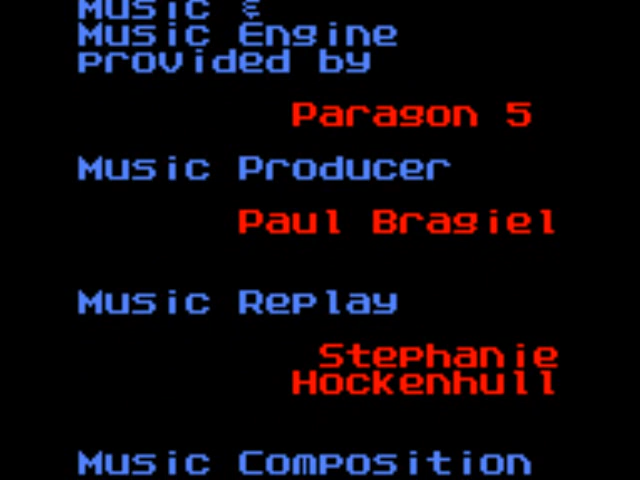 Music &
Music Engine
provided by
Paragon 5
Music Producer
Paul Bragiel
Music Replay
Stephanie
Hockenhull
Music Composition